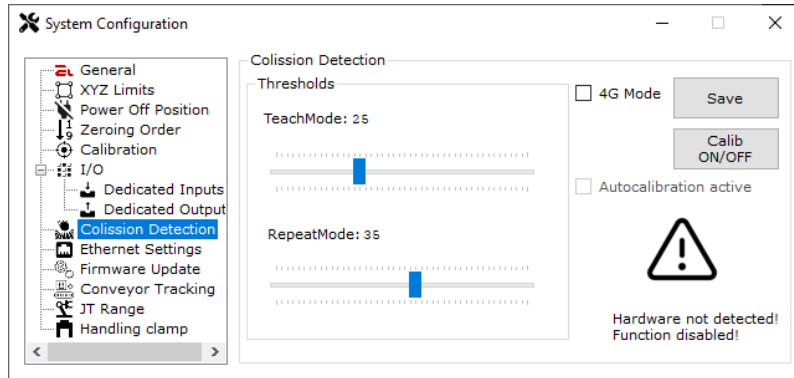 System Configuration
General
XYZ Limits
Power Off Position
Zeroing Order
Calibration
I/O
Dedicated Inputs
Dedicated Output
Colission Detection
Ethernet Settings
Firmware Update
Conveyor Tracking
JT Range
Handling clamp
Colission Detection
Thresholds
TeachMode: 25
RepeatMode: 35
4G Mode
Save
Calib
ON/OFF
Autocalibration active
Hardware not detected!
Function disabled!